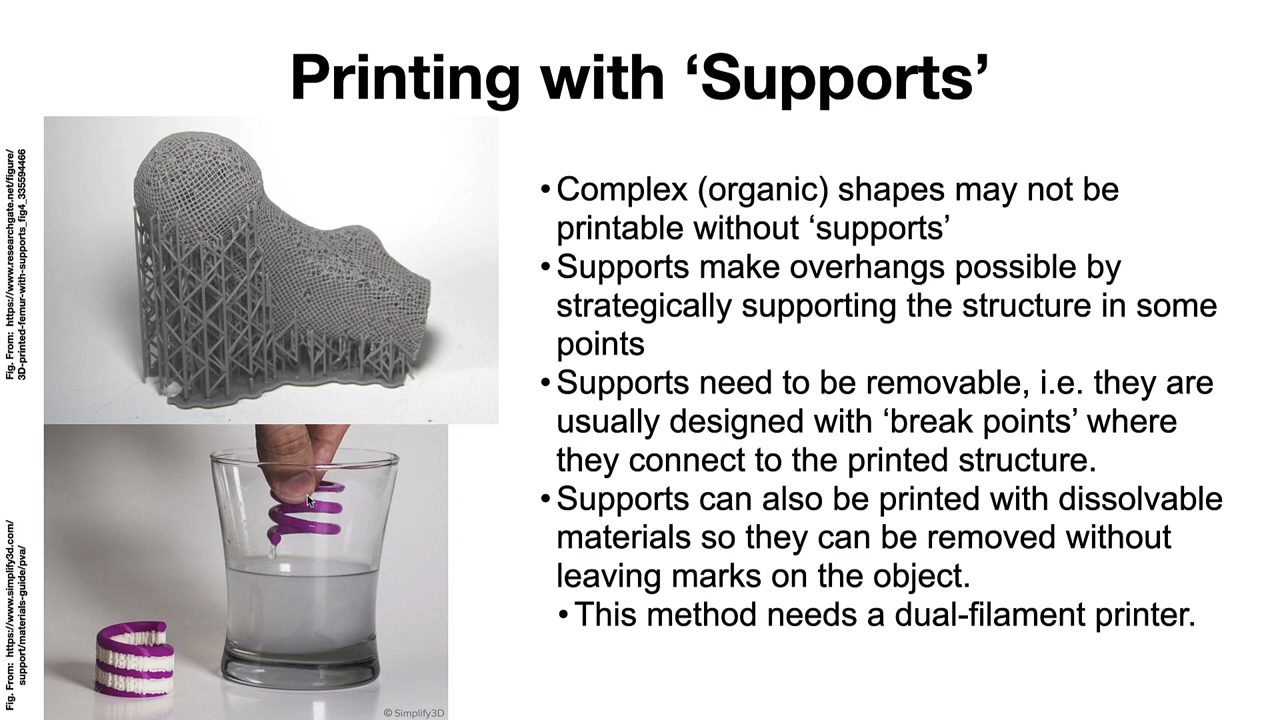 Printing with ‘Supports’
Fig. From: https://www.researchgate.net/figure/
3D-printed-femur-with-supports_fig4_335594466
•Complex (organic) shapes may not be
printable without ‘supports’
•Supports make overhangs possible by
strategically supporting the structure in some
points
•Supports need to be removable, i.e. they are
usually designed with ‘break points’ where
they connect to the printed structure.
•Supports can also be printed with dissolvable
materials so they can be removed without
leaving marks on the object.
•This method needs a dual-filament printer.
Fig. From: https://www.simplify3d.com/
support/materials-guide/pva/
© Simplify3D